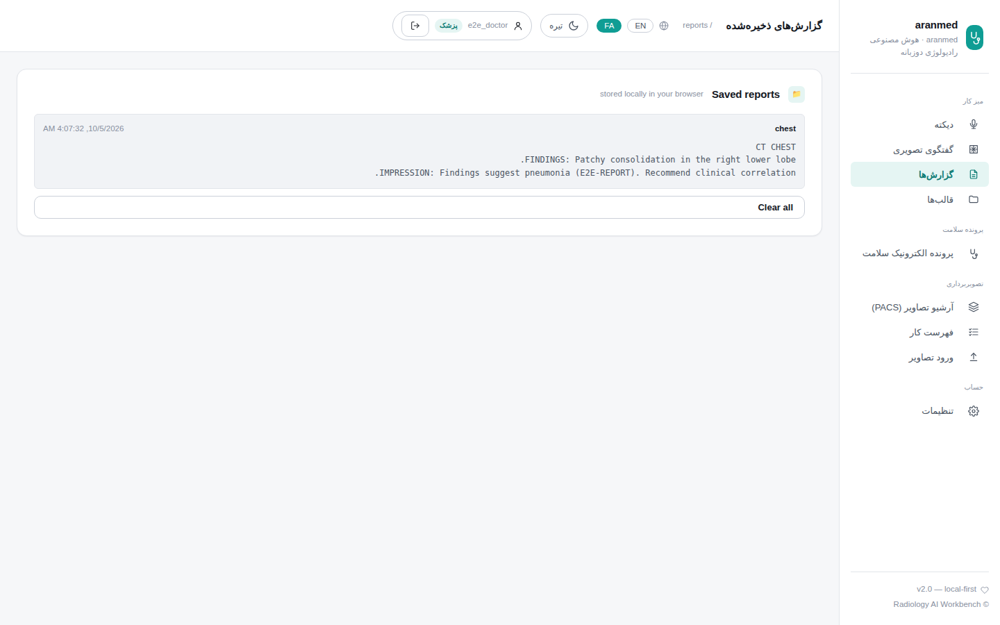 aranmed
aranmed · هوش مصنوعی
رادیولوژی دوزبانه
میز کار
دیکته
گفتگوی تصویری
گزارش‌ها
قالب‌ها
پرونده سلامت
پرونده الکترونیک سلامت
تصویربرداری
آرشیو تصاویر (PACS)
فهرست کار
ورود تصاویر
حساب
تنظیمات
v2.0 — local-first
Radiology AI Workbench ©
گزارش‌های ذخیره‌شده
reports /
EN
FA
تیره
e2e_doctor
پزشک
Saved reports
stored locally in your browser
chest
AM 4:07:32 ,10/5/2026
CT CHEST
.FINDINGS: Patchy consolidation in the right lower lobe
.IMPRESSION: Findings suggest pneumonia (E2E-REPORT). Recommend clinical correlation
Clear all